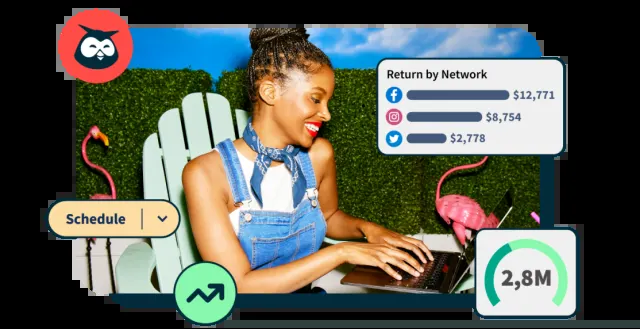 Return by Network
$12,771
$8,754
$2,778
Schedule
2,8M